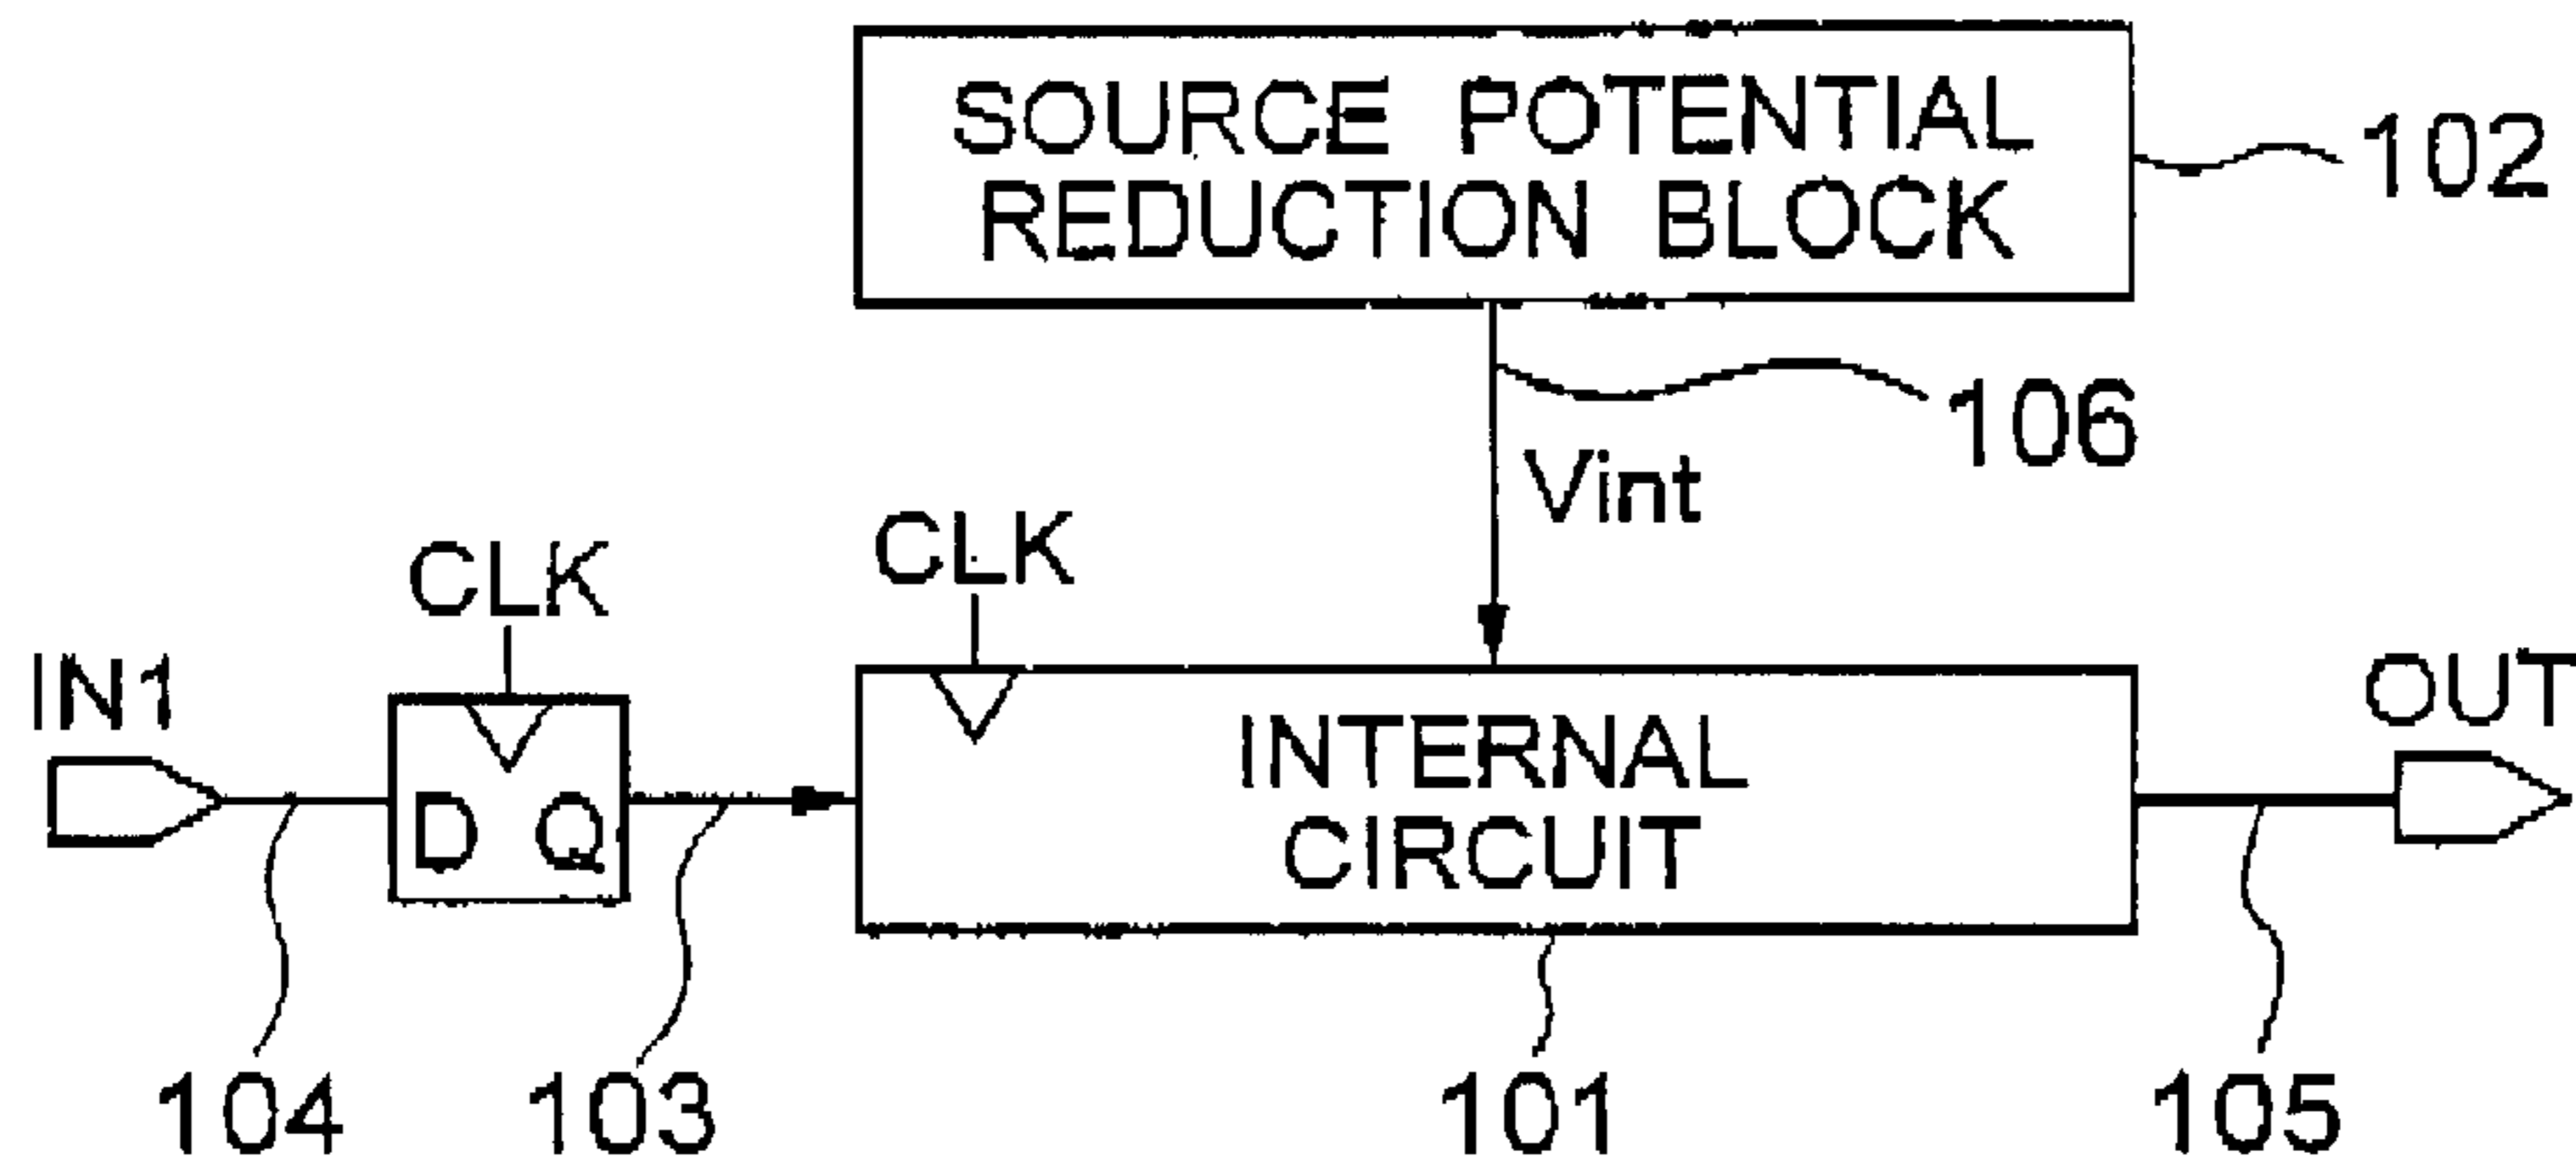 SOURCE POTENTIAL
REDUCTION BLOCK
102
106
Vint
CLK
CLK
IN1
D Q
INTERNAL
CIRCUIT
OUT
104
103
101
105